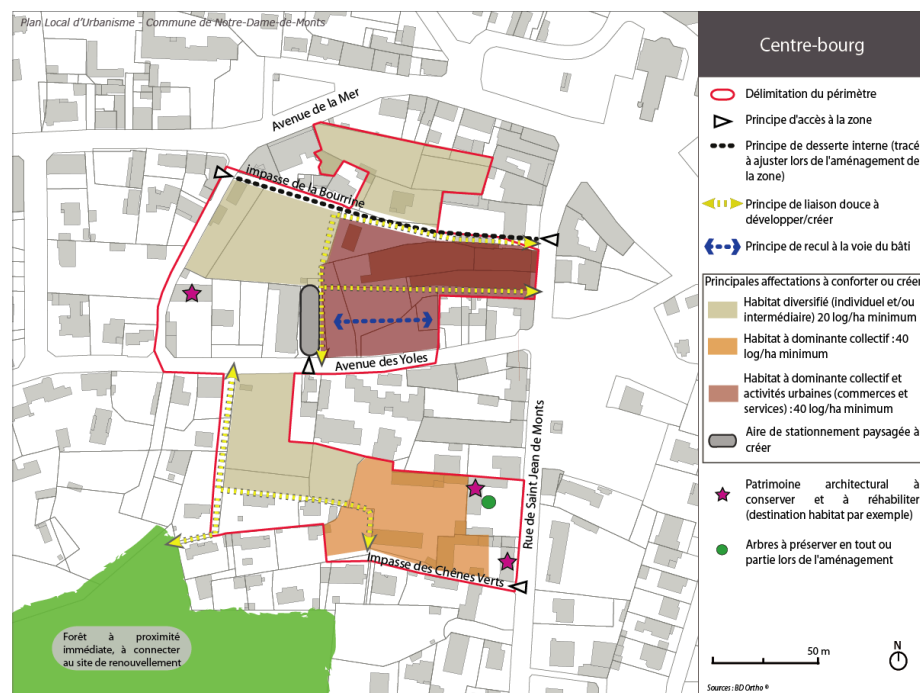 Plan Local d'Urbanisme - Commune de Notre-Dame-de-Monts
Avenue de la Mer
impasse de la Bourrine
Avenue des Yoles
Rue de Saint Jean de Monts
Impasse des Chênes Verts
Forêt à proximité
immédiate, à connecter
au site de renouvellement
Centre-bourg
Délimitation du périmètre
Principe d'accès à la zone
Principe de desserte interne (tracé
à ajuster lors de l'aménagement de
la zone)
Principe de liaison douce à
développer/créer
Principe de recul à la voie du bâti
Principales affectations à conforter ou créer
Habitat diversifié (individuel et/ou
intermédiaire) 20 log/ha minimum
Habitat à dominante collectif : 40
log/ha minimum
Habitat à dominante collectif et
activités urbaines (commerces et
services) : 40 log/ha minimum
Aire de stationnement paysagée à
créer
Patrimoine architectural à
conserver et à réhabiliter
(destination habitat par exemple)
Arbres à préserver en tout ou
partie lors de l'aménagement
50 m
N
Sources : BD Ortho ®